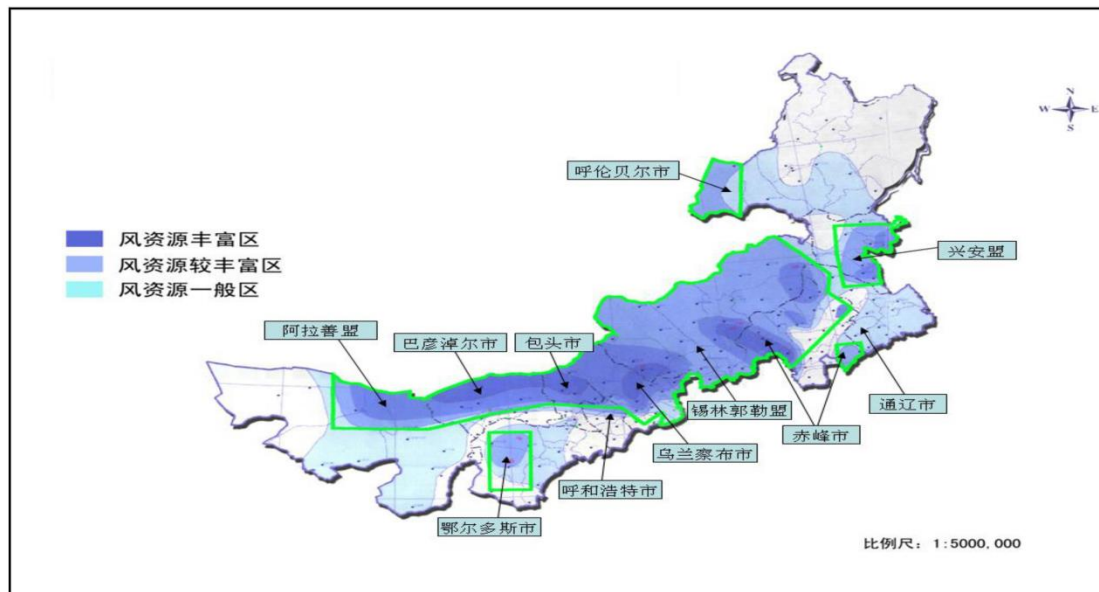 N
W E
S
呼伦贝尔市
兴安盟
风资源丰富区
风资源较丰富区
风资源一般区
阿拉善盟
巴彦淖尔市
包头市
锡林郭勒盟
通辽市
赤峰市
乌兰察布市
呼和浩特市
鄂尔多斯市
比例尺：1:5000,000